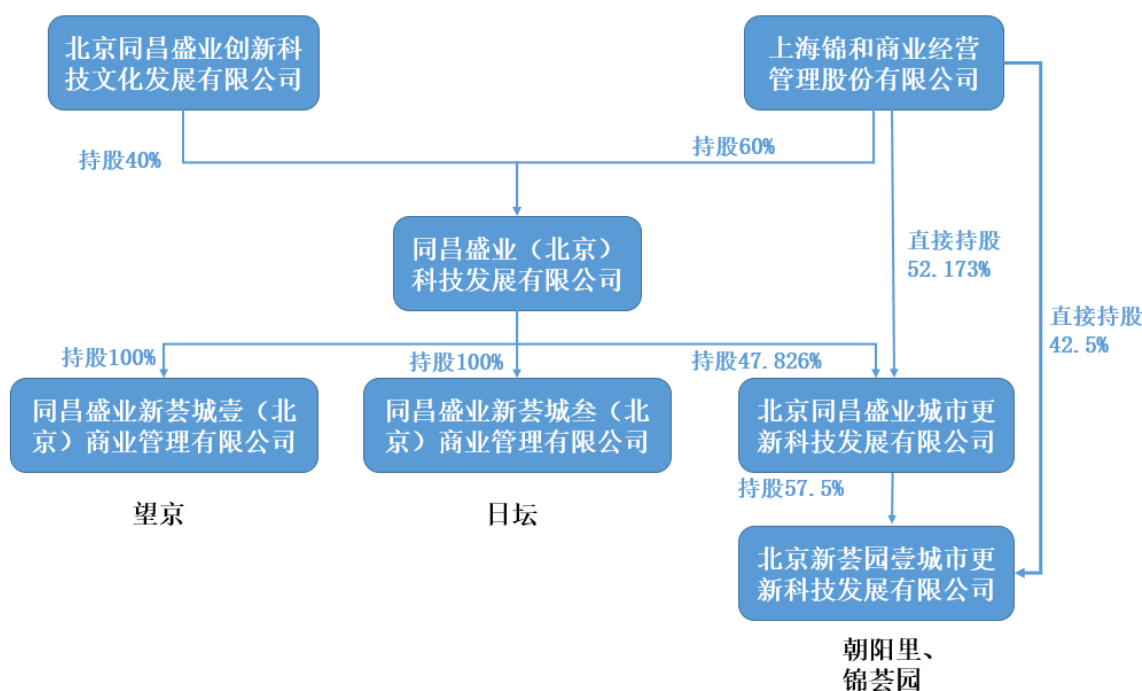 北京同昌盛业创新科
技文化发展有限公司
上海锦和商业经营
管理股份有限公司
持股40%
持股60%
同昌盛业（北京）
科技发展有限公司
直接持股
52.173%
直接持股
42.5%
持股100%
持股100%
持股47.826%
同昌盛业新荟城壹（北
京）商业管理有限公司
同昌盛业新荟城叁（北
京）商业管理有限公司
北京同昌盛业城市更
新科技发展有限公司
望京
日坛
持股57.5%
北京新荟园壹城市更
新科技发展有限公司
朝阳里、
锦荟园